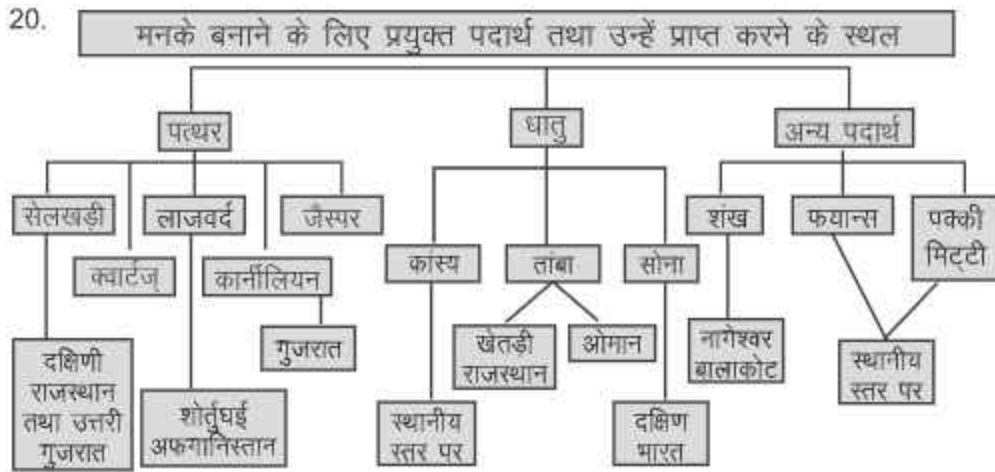 20.
मनके बनाने के लिए प्रयुक्त पदार्थ तथा उन्हें प्राप्त करने के स्थल
पत्थर
धातु
अन्य पदार्थ
सेलखड़ी
लाजवर्द
जैस्पर
क्वार्टज्
कार्नीलियन
गुजरात
दक्षिणी
राजस्थान
तथा उत्तरी
गुजरात
शोर्तुघई
अफगानिस्तान
कांस्य
तांबा
सोना
स्थानीय
स्तर पर
खेतड़ी
राजस्थान
ओमान
दक्षिण
भारत
शंख
फयान्स
पक्की
मिट्टी
नागेश्वर
बालाकोट
स्थानीय
स्तर पर